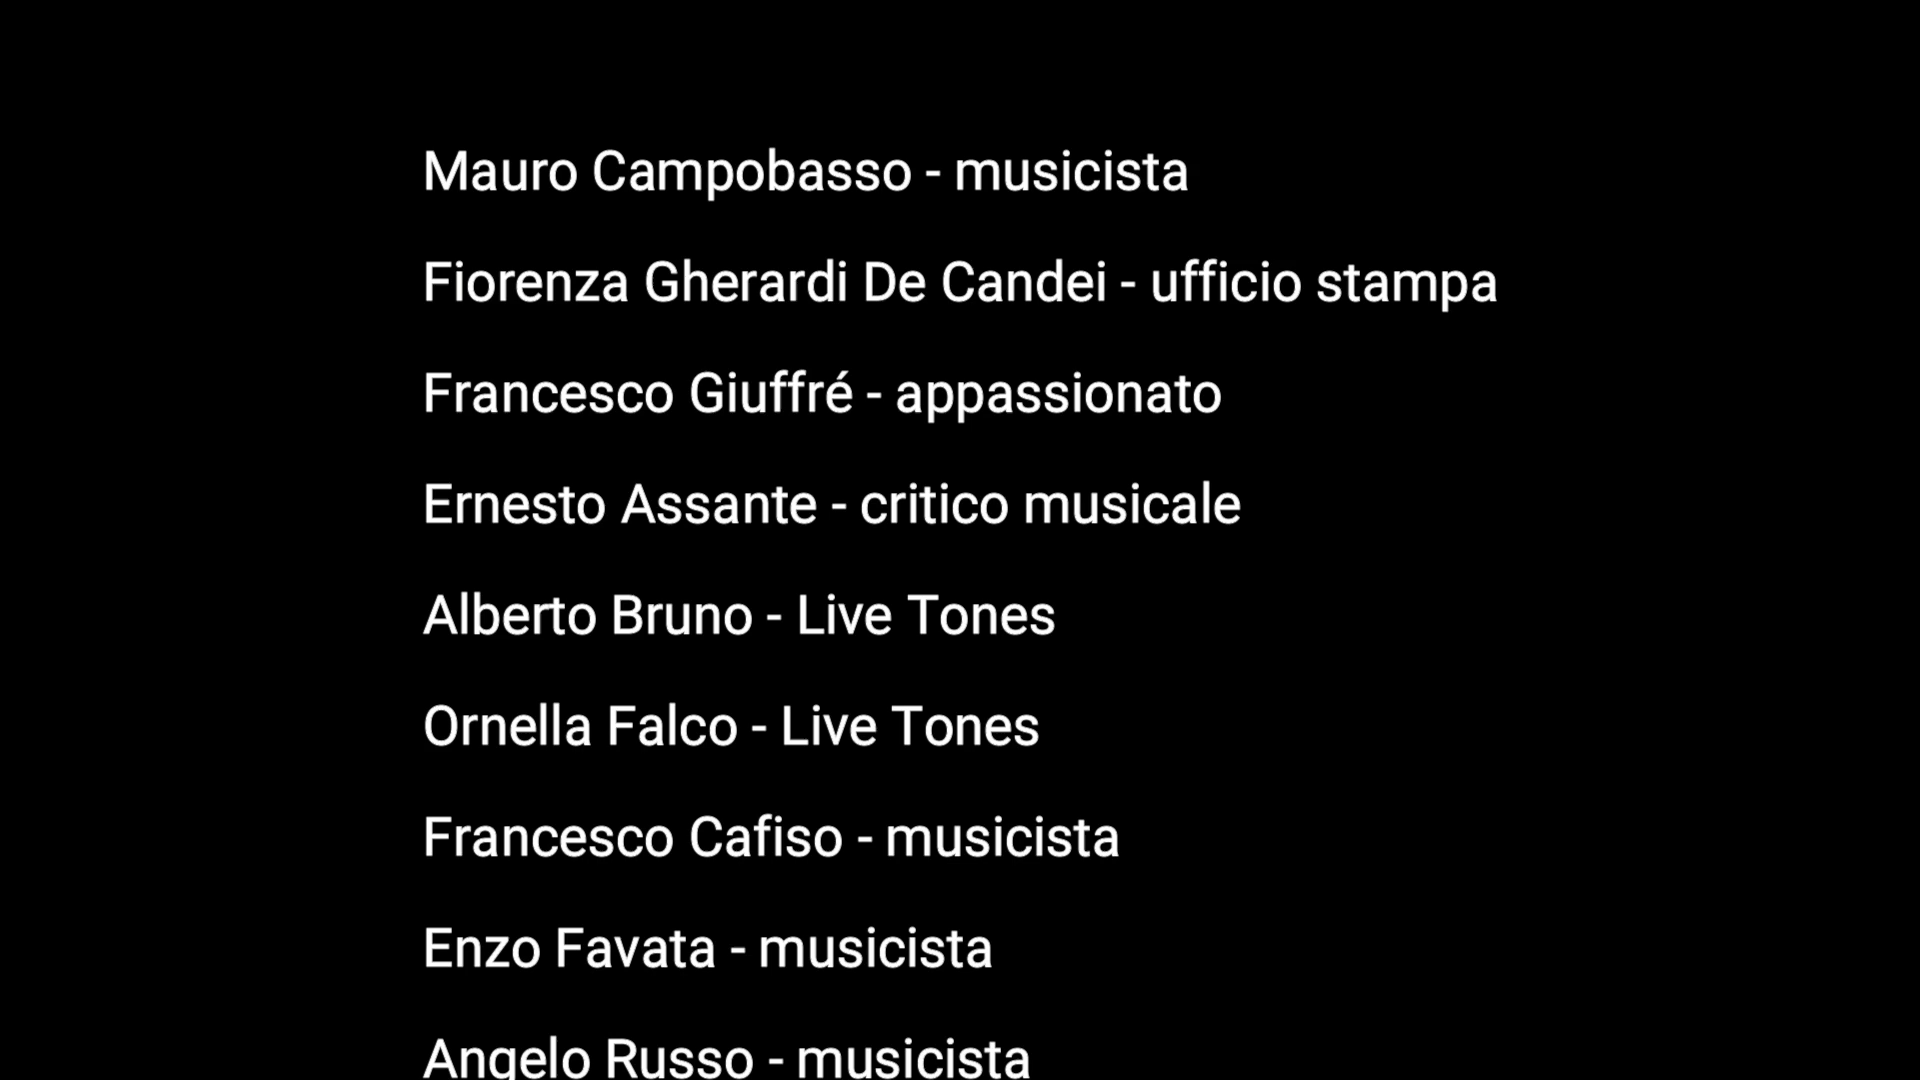 Mauro Campobasso - musicista
Fiorenza Gherardi De Candei - ufficio stampa
Francesco Giuffré - appassionato
Ernesto Assante - critico musicale
Alberto Bruno - Live Tones
Ornella Falco - Live Tones
Francesco Cafiso - musicista
Enzo Favata - musicista
Angelo Russo - musicista